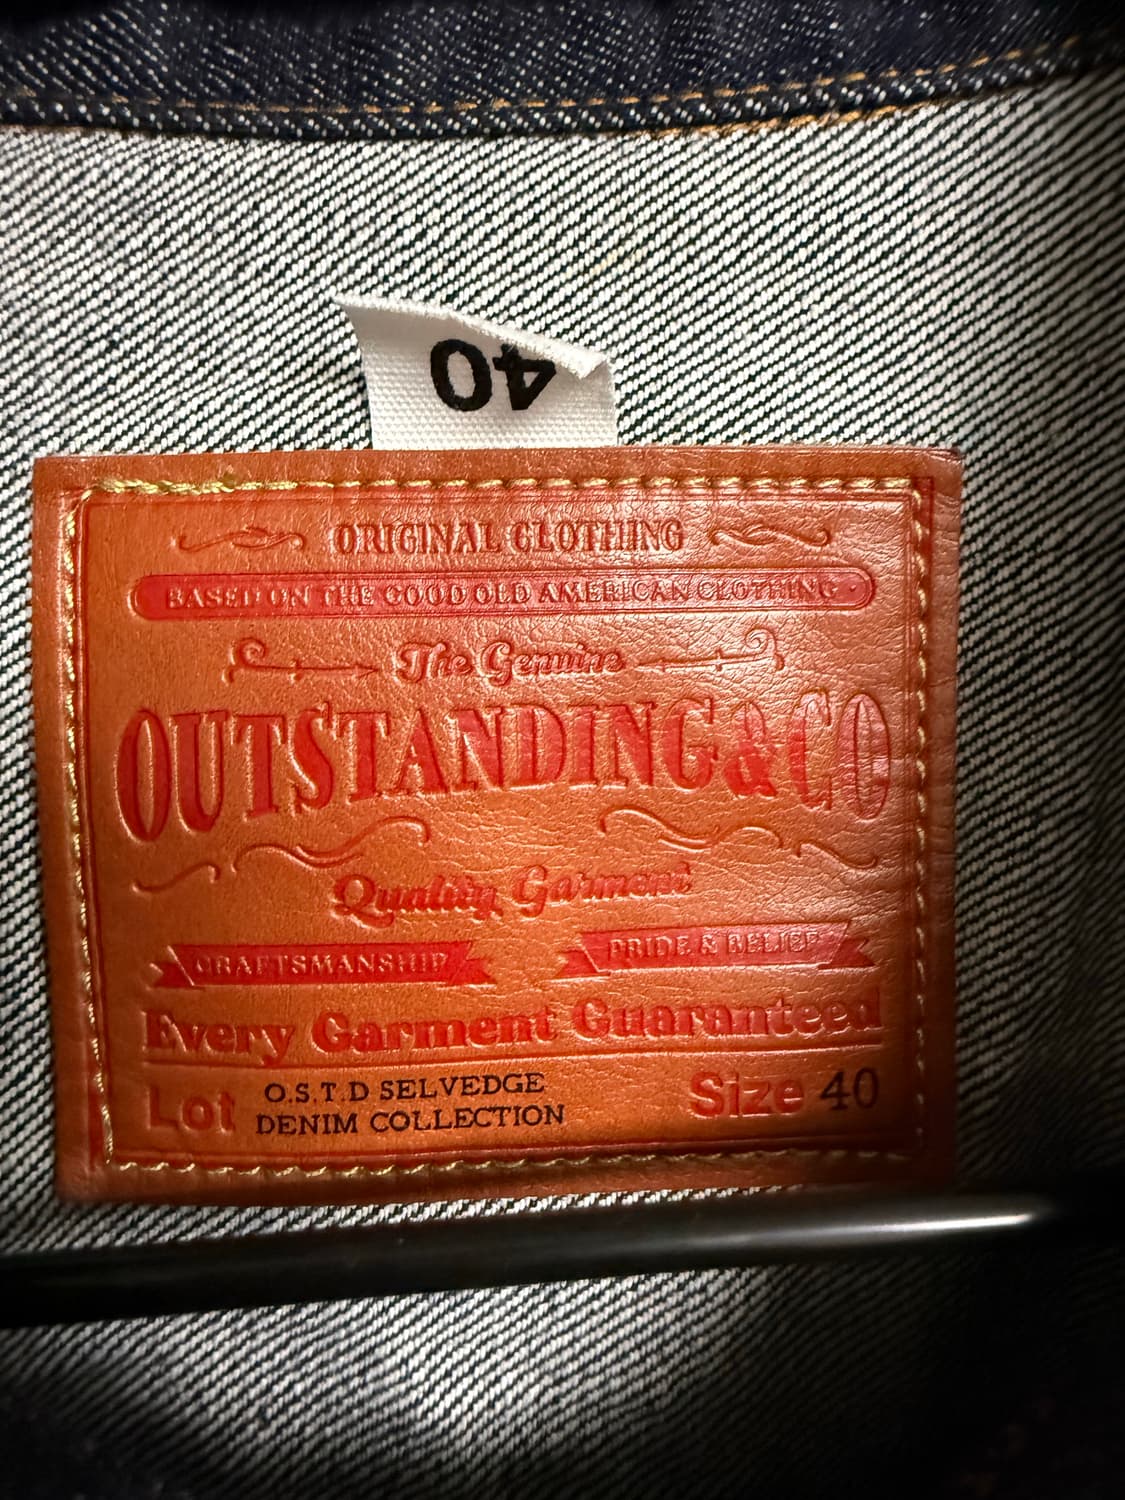 40
ORIGINAL CLOTHING
BASED ON THE GOOD OLD AMERICAN CLOTHING
The Genuine
OUTSTANDING & CO
Quality Garment
CRAFTSMANSHIP
PRIDE & BELIEF
Every Garment Guaranteed
Lot O.S.T.D SELVEDGE DENIM COLLECTION
Size 40